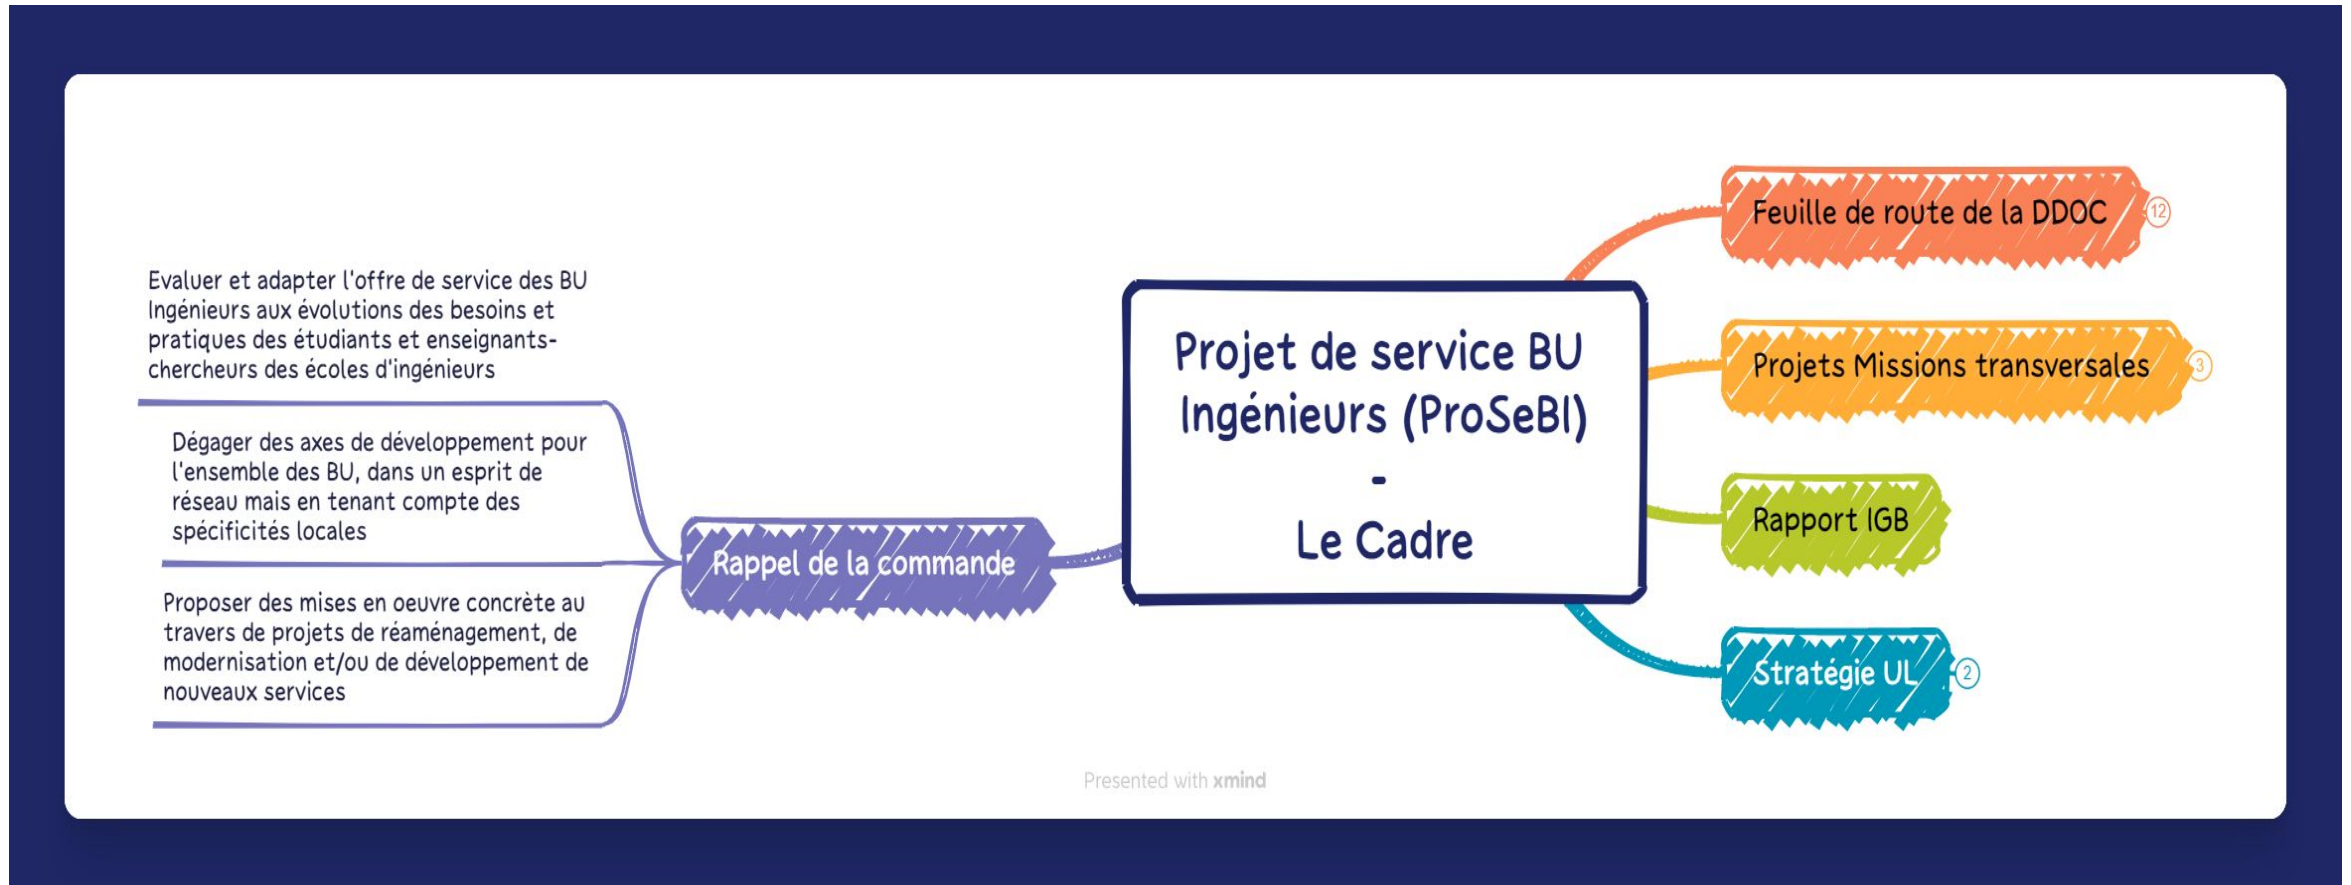 Evaluer et adapter l'offre de service des BU
Ingénieurs aux évolutions des besoins et
pratiques des étudiants et enseignants-
chercheurs des écoles d'ingénieurs
Dégager des axes de développement pour
l'ensemble des BU, dans un esprit de
réseau mais en tenant compte des
spécificités locales
Proposer des mises en oeuvre concrète au
travers de projets de réaménagement, de
modernisation et/ou de développement de
nouveaux services
Rappel de la commande
Projet de service BU
Ingénieurs (ProSeBI)
-
Le Cadre
Feuille de route de la DDOC
12
Projets Missions transversales
3
Rapport IGB
Stratégie UL
2
Presented with xmind